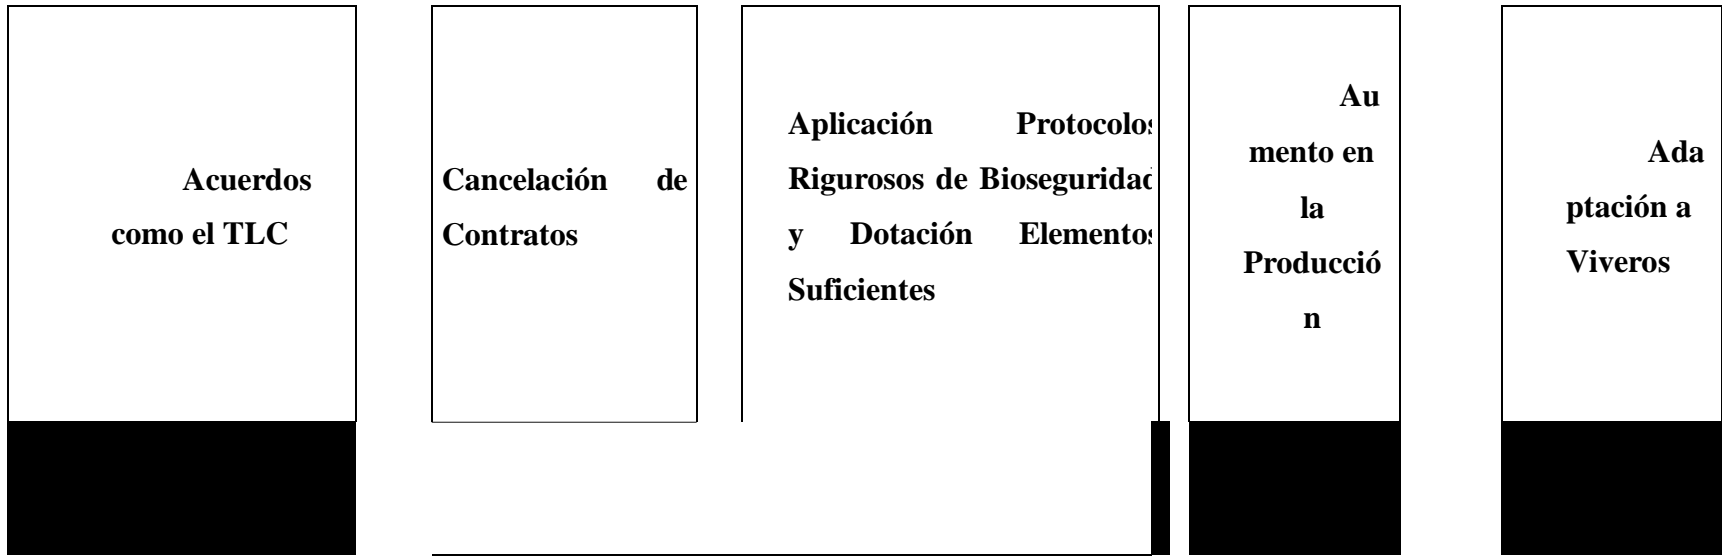 Acuerdos
como el TLC
Cancelación de
Contratos
Aplicación Protocolos
Rigurosos de Bioseguridad
y Dotación Elementos
Suficientes
Au
mento en
la
Producció
n
Ada
ptación a
Viveros